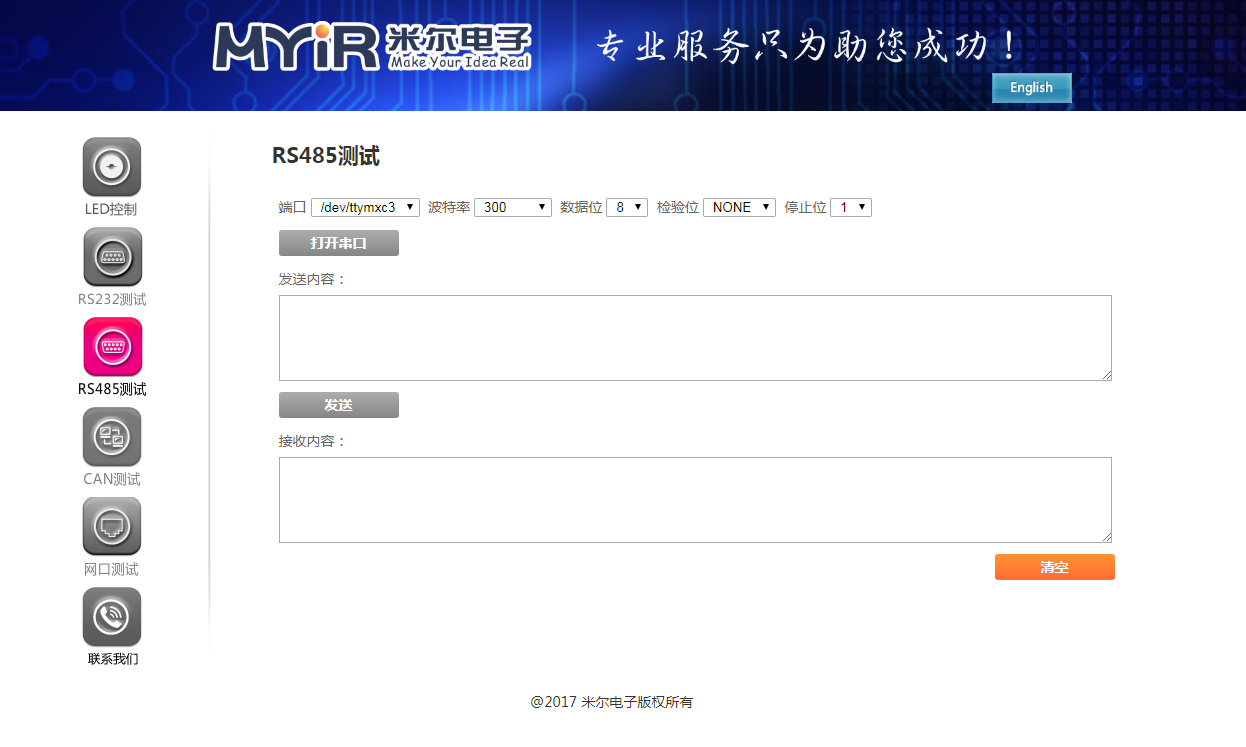 MYiR 米尔电子
Make Your Idea Real
专业服务只为助您成功！
English
LED控制
RS232测试
RS485测试
CAN测试
网口测试
联系我们
RS485测试
端口 /dev/ttymxc3 波特率 300 数据位 8 检验位 NONE 停止位 1
打开串口
发送内容：
发送
接收内容：
清空
@2017 米尔电子版权所有